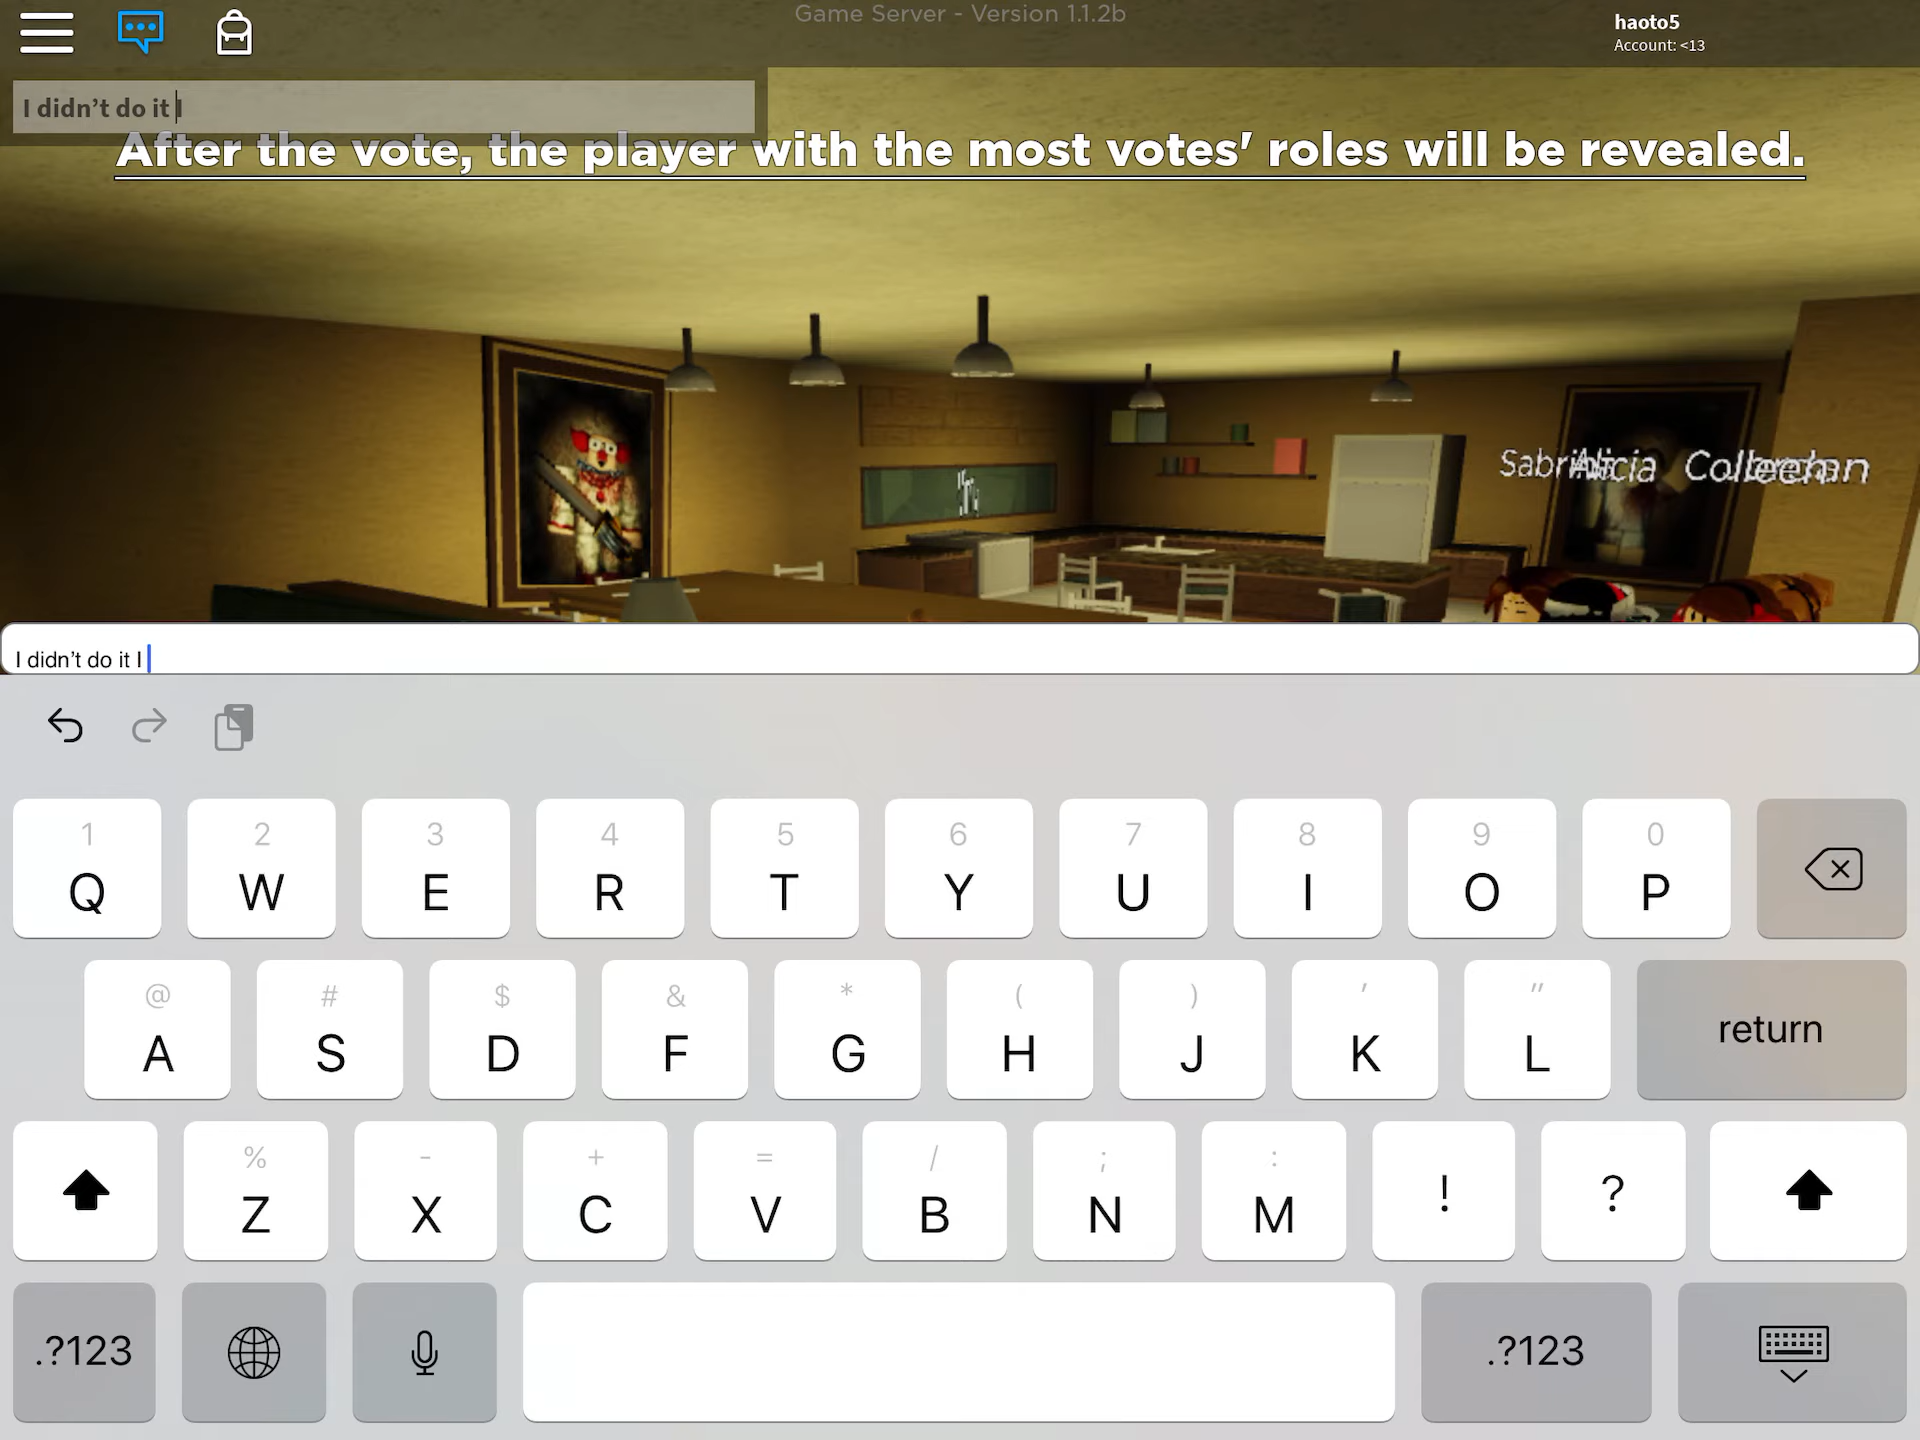 Game Server - Version 1.1.2b
haoto5
Account: <13
I didn’t do it I
After the vote, the player with the most votes' roles will be revealed.
Alicia
I didn’t do it I
1 2 3 4 5 6 7 8 9 0
Q W E R T Y U I O P
@ # $ & * ( ) ' "
A S D F G H J K L return
% - + = / ; :
Z X C V B N M ! ?
.?123 .?123